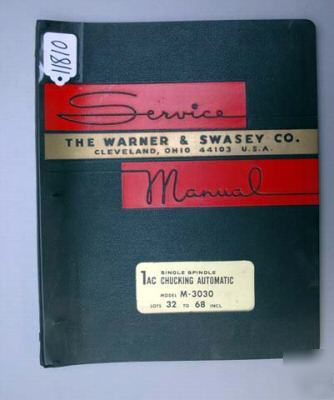 11810
Service
THE WARNER & SWASEY CO.
CLEVELAND, OHIO 44103 U.S.A.
Manual
SINGLE SPINDLE
1AC CHUCKING AUTOMATIC
MODEL M-3030
LOTS 32 TO 68 INCL.